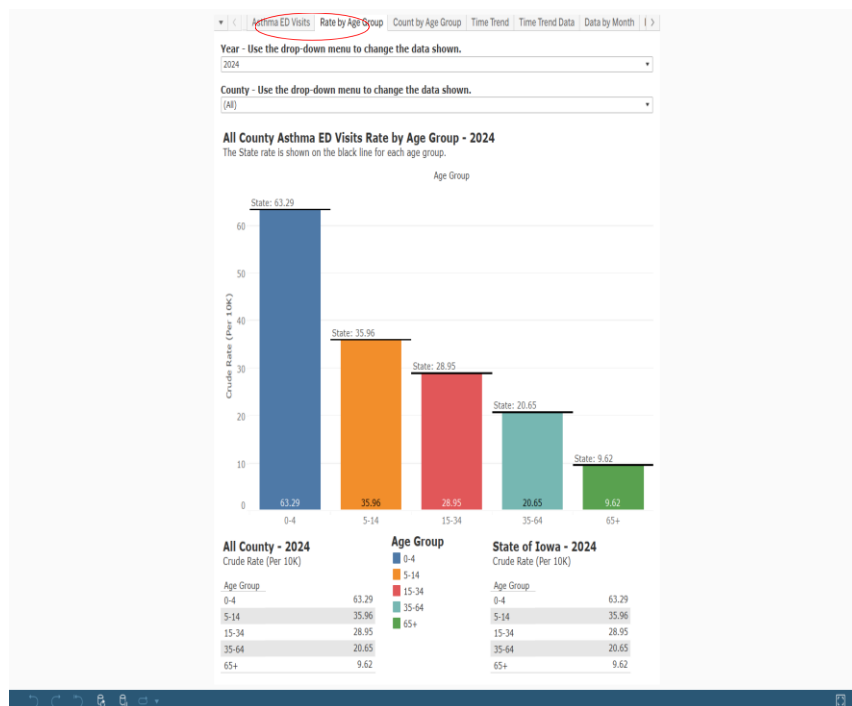 Asthma ED Visits Rate by Age Group Count by Age Group Time Trend Time Trend Data Data by Month
Year - Use the drop-down menu to change the data shown.
2024
County - Use the drop-down menu to change the data shown.
(All)
All County Asthma ED Visits Rate by Age Group - 2024
The State rate is shown on the black line for each age group.
Age Group
State: 63.29
60
50
Crude Rate (Per 10K)
40
State: 35.96
30
State: 28.95
20
State: 20.65
10
State: 9.62
0
63.29 35.96 28.95 20.65 9.62
0-4 5-14 15-34 35-64 65+
All County - 2024
Crude Rate (Per 10K)
Age Group
0-4 63.29
5-14 35.96
15-34 28.95
35-64 20.65
65+ 9.62
Age Group
0-4
5-14
15-34
35-64
65+
State of Iowa - 2024
Crude Rate (Per 10K)
Age Group
0-4 63.29
5-14 35.96
15-34 28.95
35-64 20.65
65+ 9.62